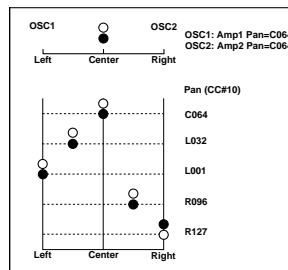 OSC1 OSC2
OSC1: Amp1 Pan=C064
OSC2: Amp2 Pan=C064
Left Center Right
Pan (CC#10)
C064
L032
L001
R096
R127
Left Center Right